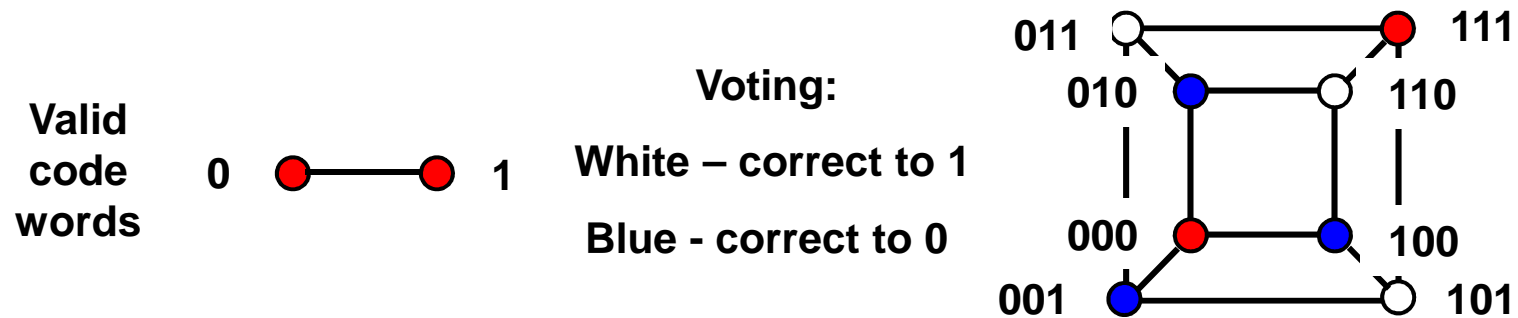 Valid
code
words
0
1
Voting:
White – correct to 1
Blue - correct to 0
011
111
010
110
000
100
001
101